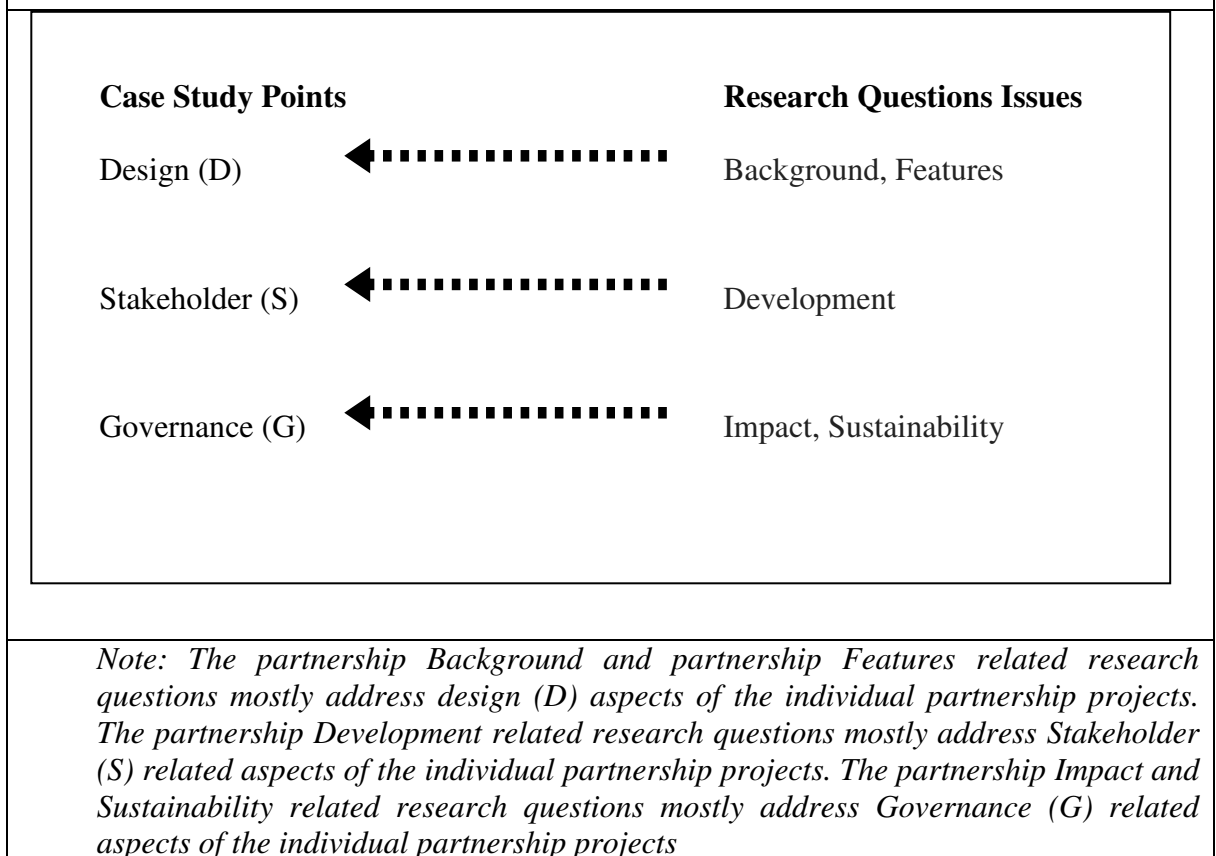 Case Study Points Research Questions Issues
Design (D) Background, Features
Stakeholder (S) Development
Governance (G) Impact, Sustainability
Note: The partnership Background and partnership Features related research
questions mostly address design (D) aspects of the individual partnership projects.
The partnership Development related research questions mostly address Stakeholder
(S) related aspects of the individual partnership projects. The partnership Impact and
Sustainability related research questions mostly address Governance (G) related
aspects of the individual partnership projects